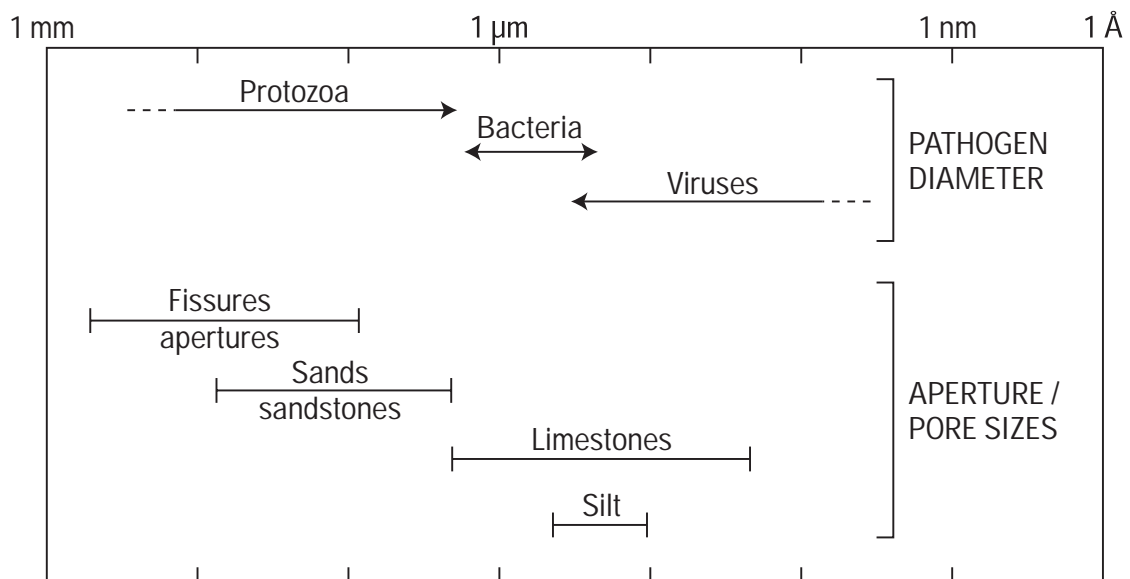 1 mm 1 μm 1 nm 1 Å
Protozoa
Bacteria
Viruses
PATHOGEN
DIAMETER
Fissures
apertures
Sands
sandstones
Limestones
Silt
APERTURE /
PORE SIZES